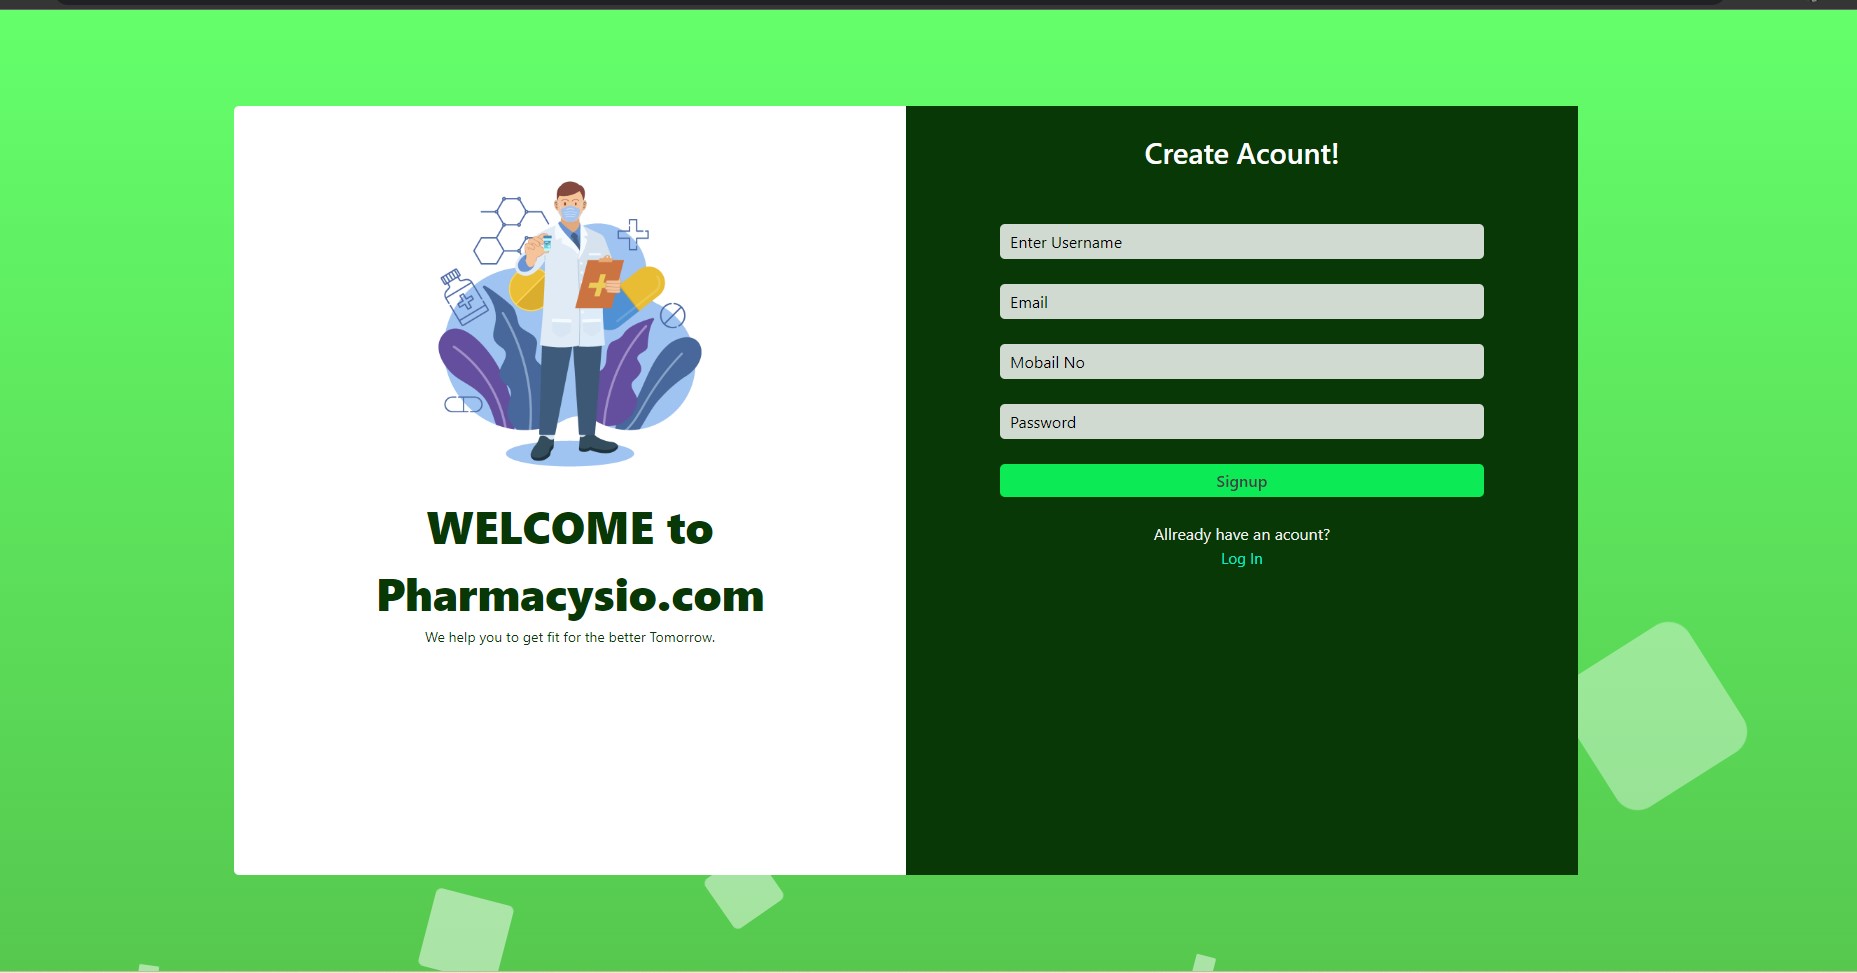 WELCOME to
Pharmacysio.com
We help you to get fit for the better Tomorrow.
Create Acount!
Enter Username
Email
Mobail No
Password
Signup
Allready have an acount?
Log In